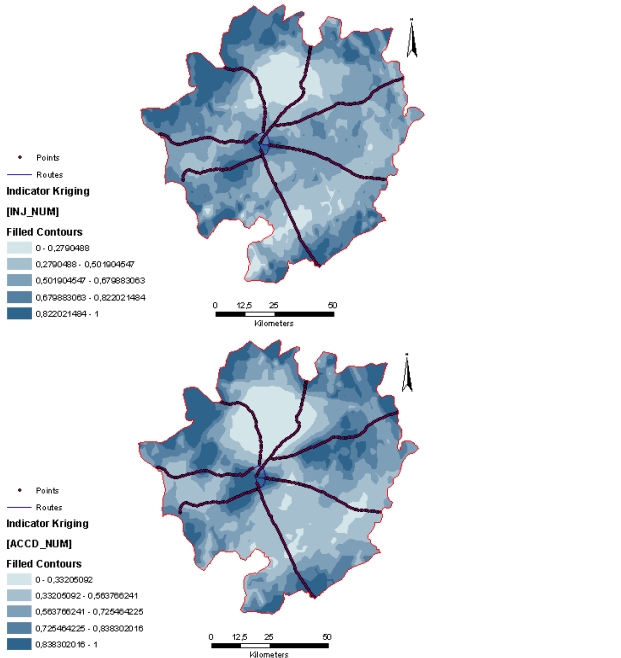 Points
Routes
Indicator Kriging
[INJ_NUM]
Filled Contours
0 - 0,2790488
0,2790488 - 0,501904547
0,501904547 - 0,679883063
0,679883063 - 0,822021484
0,822021484 - 1
0 12,5 25 50
Kilometers
Points
Routes
Indicator Kriging
[ACCD_NUM]
Filled Contours
0 - 0,33205092
0,33205092 - 0,563766241
0,563766241 - 0,725464225
0,725464225 - 0,838302016
0,838302016 - 1
0 12,5 25 50
Kilometers